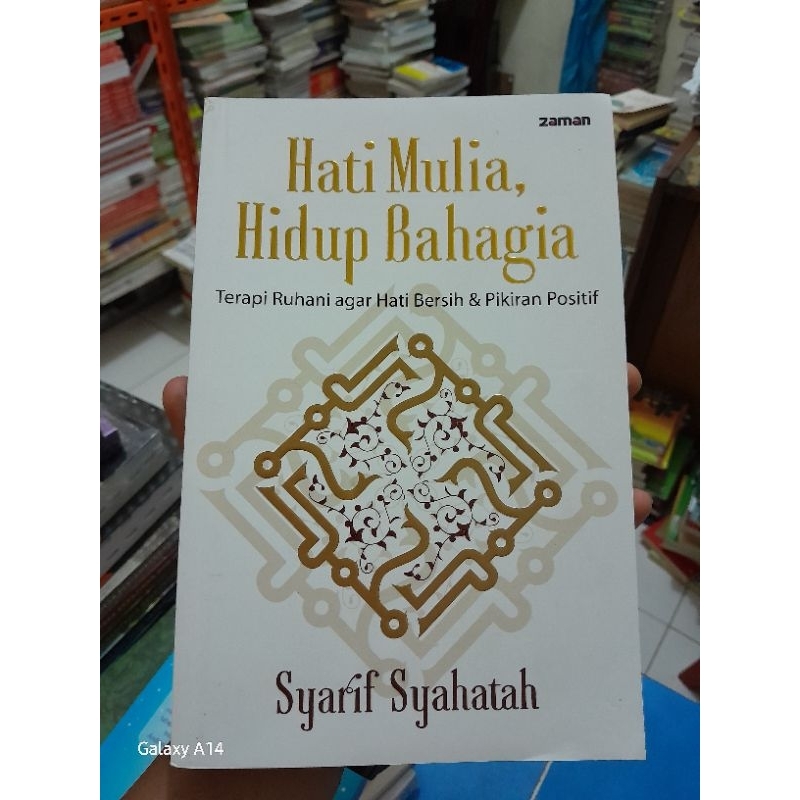 zaman
Hati Mulia,
Hidup Bahagia
Terapi Ruhani agar Hati Bersih & Pikiran Positif
Syarif Syahatah
Galaxy A14